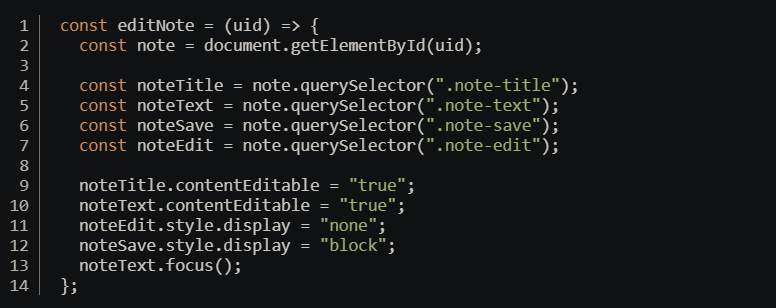 1 const editNote = (uid) => {
2   const note = document.getElementById(uid);
3
4   const noteTitle = note.querySelector(".note-title");
5   const noteText = note.querySelector(".note-text");
6   const noteSave = note.querySelector(".note-save");
7   const noteEdit = note.querySelector(".note-edit");
8
9   noteTitle.contentEditable = "true";
10   noteText.contentEditable = "true";
11   noteEdit.style.display = "none";
12   noteSave.style.display = "block";
13   noteText.focus();
14 };